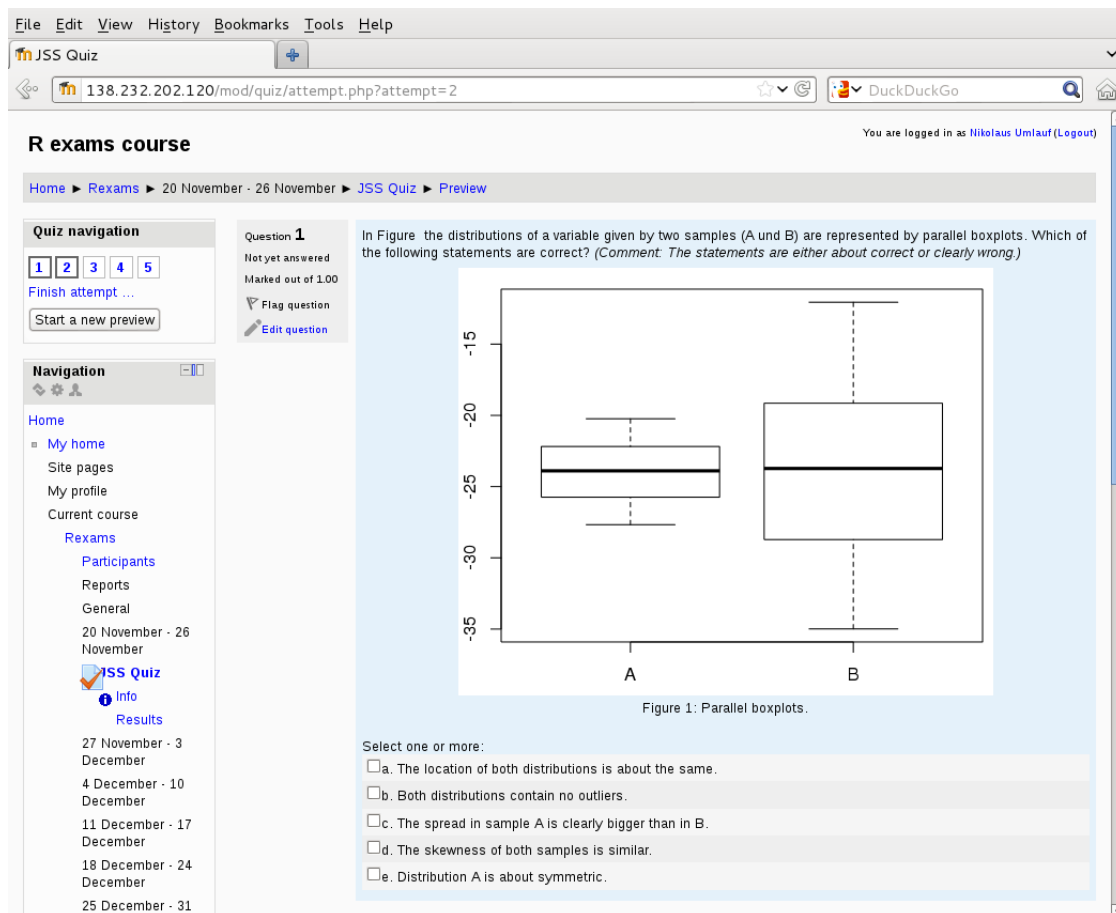 File Edit View History Bookmarks Tools Help
JSS Quiz
138.232.202.120/mod/quiz/attempt.php?attempt=2
DuckDuckGo
R exams course
You are logged in as Nikolaus Umlauf (Logout)
Home ► Rexams ► 20 November - 26 November ► JSS Quiz ► Preview
Quiz navigation
1 2 3 4 5
Finish attempt ...
Start a new preview
Navigation
Home
My home
Site pages
My profile
Current course
Rexams
Participants
Reports
General
20 November - 26
November
JSS Quiz
Info
Results
27 November - 3
December
4 December - 10
December
11 December - 17
December
18 December - 24
December
25 December - 31
Question 1
Not yet answered
Marked out of 1.00
Flag question
Edit question
In Figure the distributions of a variable given by two samples (A und B) are represented by parallel boxplots. Which of
the following statements are correct? (Comment: The statements are either about correct or clearly wrong.)
-15
-20
-25
-30
-35
A B
Figure 1: Parallel boxplots.
Select one or more:
a. The location of both distributions is about the same.
b. Both distributions contain no outliers.
c. The spread in sample A is clearly bigger than in B.
d. The skewness of both samples is similar.
e. Distribution A is about symmetric.